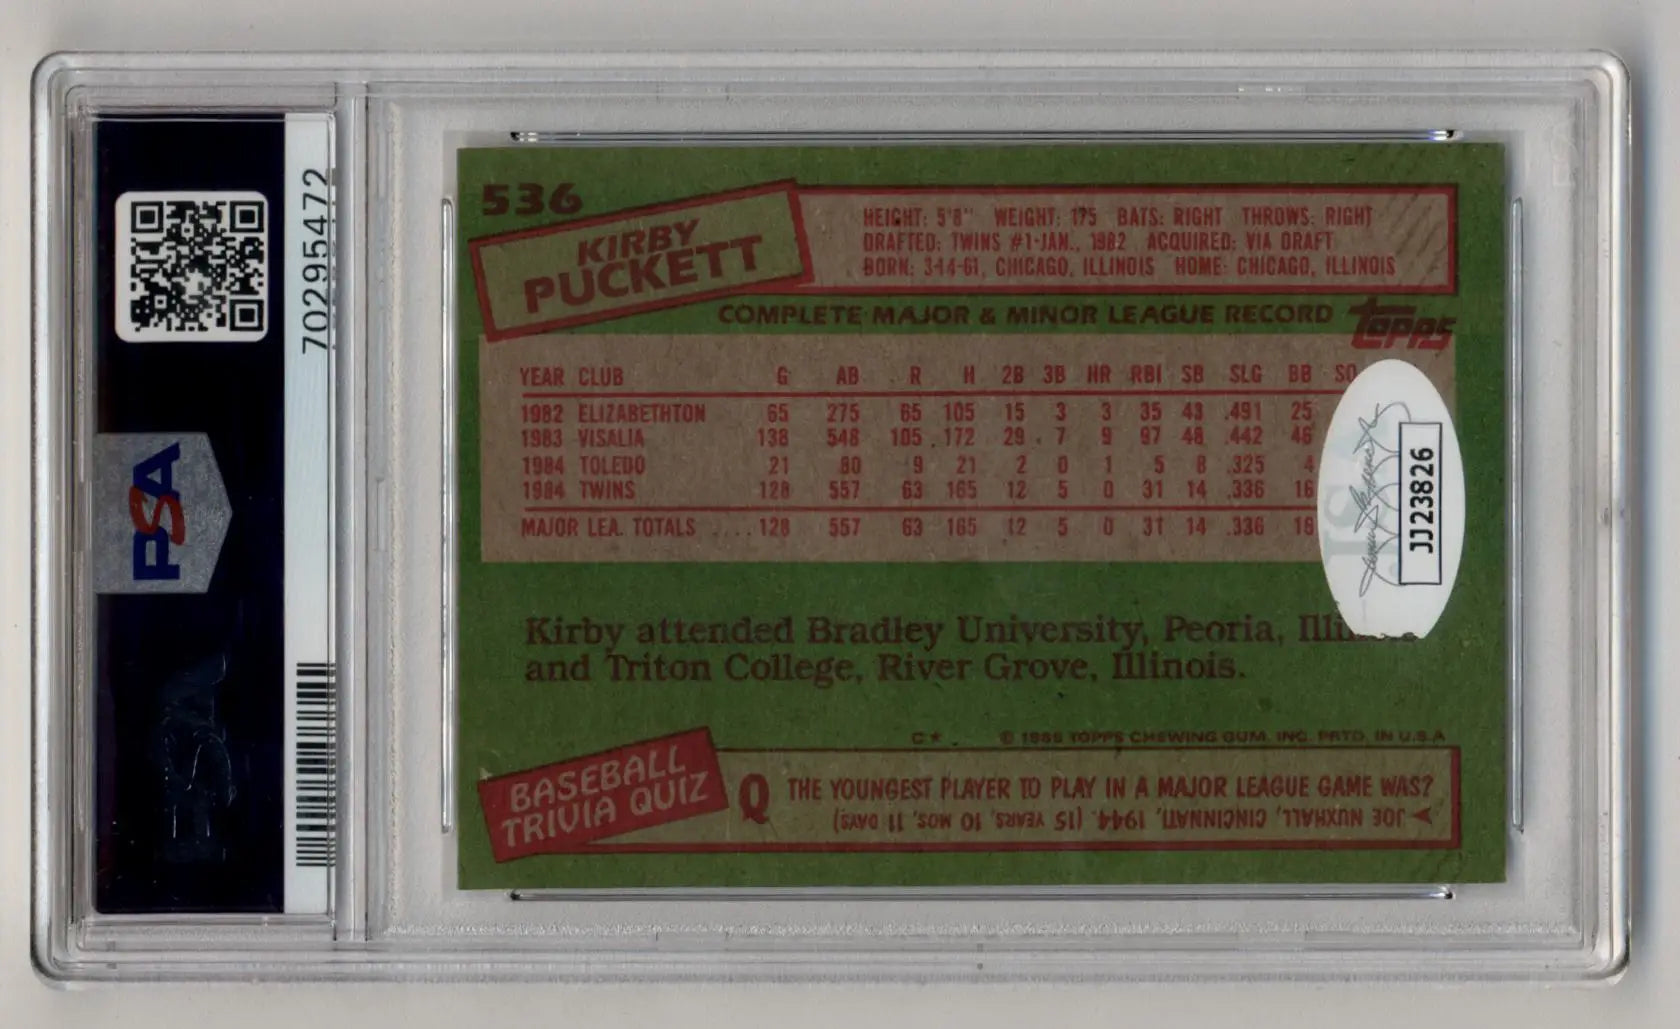 70295472
PSA
536
KIRBY
PUCKETT
HEIGHT: 5'8" WEIGHT: 175 BATS: RIGHT THROWS: RIGHT
DRAFTED: TWINS #1-JAN., 1982 ACQUIRED: VIA DRAFT
BORN: 3-14-61, CHICAGO, ILLINOIS HOME: CHICAGO, ILLINOIS
COMPLETE MAJOR & MINOR LEAGUE RECORD
topps
YEAR CLUB G AB R H 2B 3B HR RBI SB SLG BB SO
1982 ELIZABETHTON 65 275 65 105 15 3 3 35 43 .491 25
1983 VISALIA 138 548 105 172 29 7 9 97 48 .442 46
1984 TOLEDO 21 80 9 21 2 0 1 5 8 .325 4
1984 TWINS 128 557 63 165 12 5 0 31 14 .336 16
MAJOR LEA. TOTALS .... 128 557 63 165 12 5 0 31 14 .336 16
JJ23826
Kirby attended Bradley University, Peoria, Illinois
and Triton College, River Grove, Illinois.
C* © 1985 TOPPS CHEWING GUM, INC. PRTD. IN U.S.A
BASEBALL
TRIVIA QUIZ
Q THE YOUNGEST PLAYER TO PLAY IN A MAJOR LEAGUE GAME WAS?
JOE NUXHALL, CINCINNATI, 1944. (15 YEARS, 10 MOS, 11 DAYS)